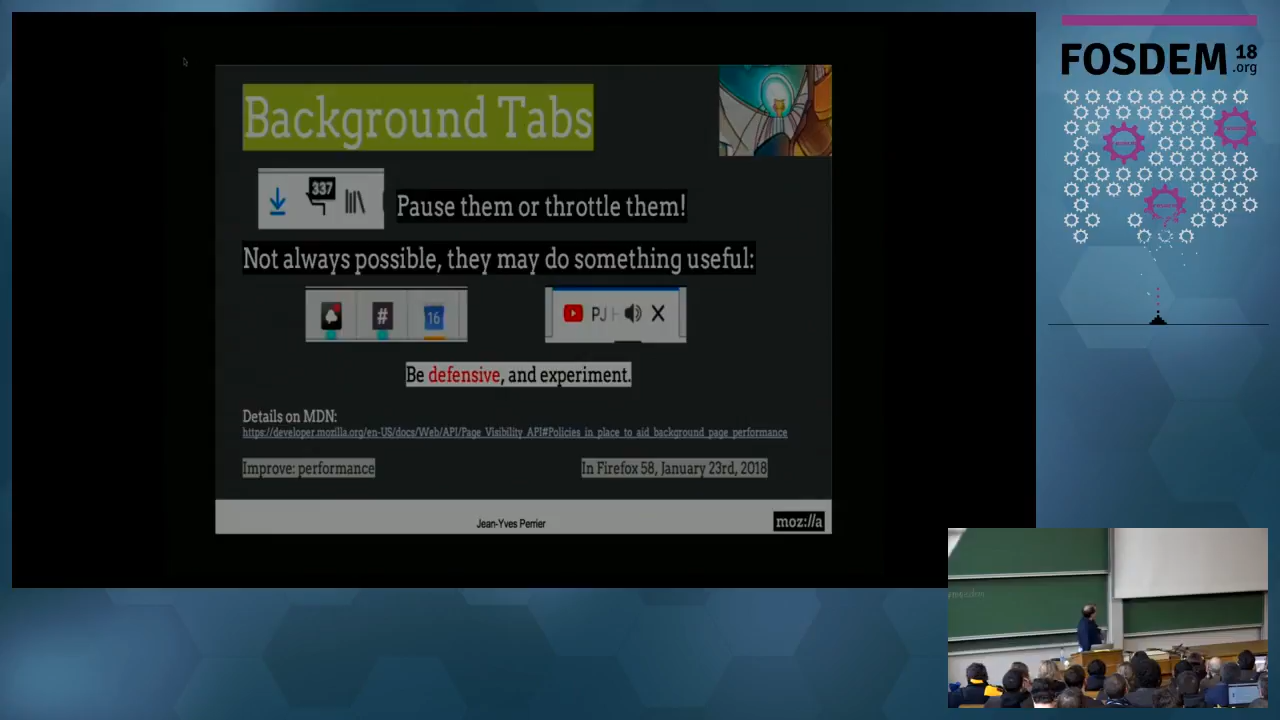 FOSDEM 18
.org
Background Tabs
337
Pause them or throttle them!
Not always possible, they may do something useful:
# 16
PJ
Be defensive, and experiment.
Details on MDN:
https://developer.mozilla.org/en-US/docs/Web/API/Page_Visibility_API#Policies_in_place_to_aid_background_page_performance
Improve: performance
In Firefox 58, January 23rd, 2018
Jean-Yves Perrier
moz://a